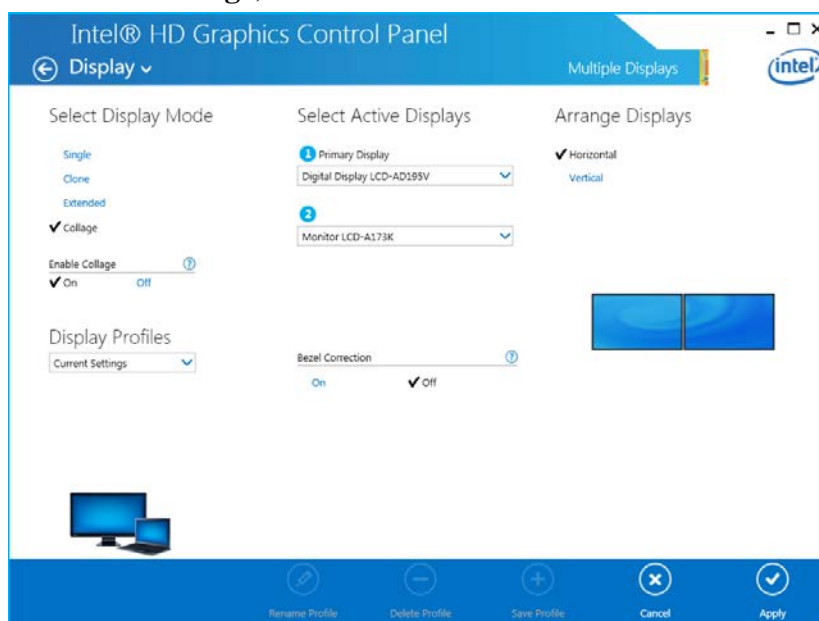 Intel® HD Graphics Control Panel
Display
Multiple Displays
intel
Select Display Mode
Single
Clone
Extended
Collage
Enable Collage
?
On
Off
Display Profiles
Current Settings
Select Active Displays
1 Primary Display
Digital Display LCD-AD195V
2
Monitor LCD-A173K
Bezel Correction
?
On
Off
Arrange Displays
Horizontal
Vertical
Rename Profile
Delete Profile
Save Profile
Cancel
Apply